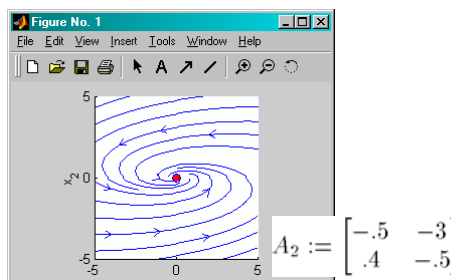 Figure No. 1
File Edit View Insert Tools Window Help
A
5
x2
0
-5
-5 0 5
A2 := [-.5 -3
.4 -.5]